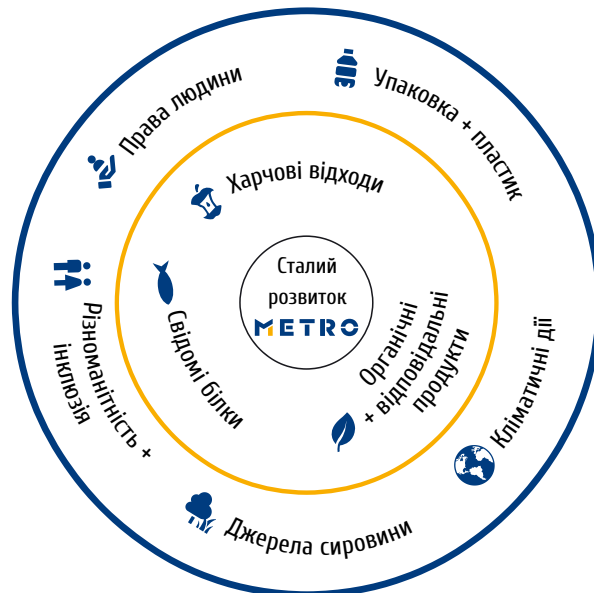 Права людини
Упаковка + пластик
Харчові відходи
Сталий
розвиток
METRO
Свідомі білки
Органічні
+ відповідальні
продукти
Різноманітність +
інклюзія
Кліматичні дії
Джерела сировини